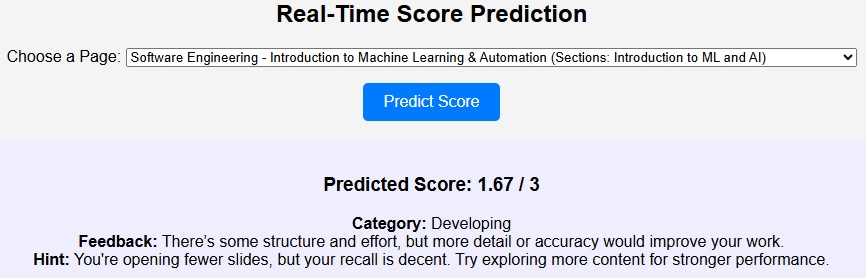 Real-Time Score Prediction
Choose a Page: Software Engineering - Introduction to Machine Learning & Automation (Sections: Introduction to ML and AI)
Predict Score
Predicted Score: 1.67 / 3
Category: Developing
Feedback: There’s some structure and effort, but more detail or accuracy would improve your work.
Hint: You're opening fewer slides, but your recall is decent. Try exploring more content for stronger performance.